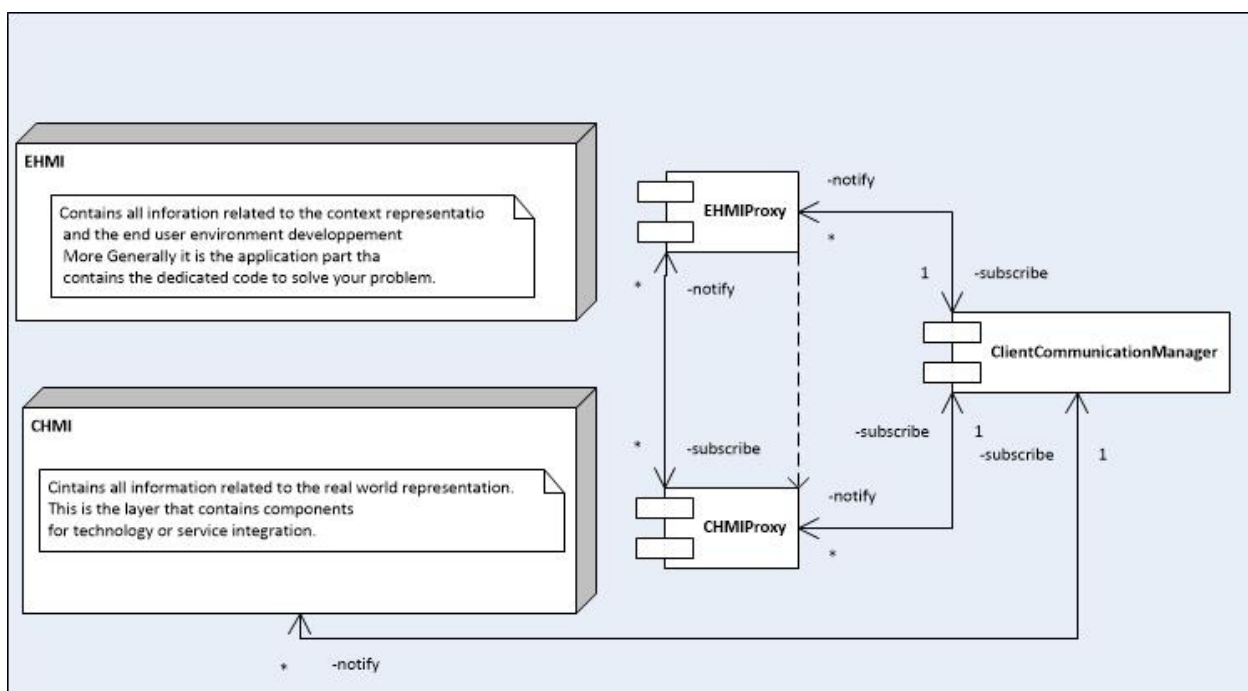 EHMI
Contains all inforation related to the context representatio
and the end user environment developpement
More Generally it is the application part tha
contains the dedicated code to solve your problem.
CHMI
Cintains all information related to the real world representation.
This is the layer that contains components
for technology or service integration.
EHMIProxy
-notify
*
1
-subscribe
*
-notify
ClientCommunicationManager
*
-subscribe
-subscribe
1
-subscribe
1
CHMIProxy
-notify
*
*
-notify